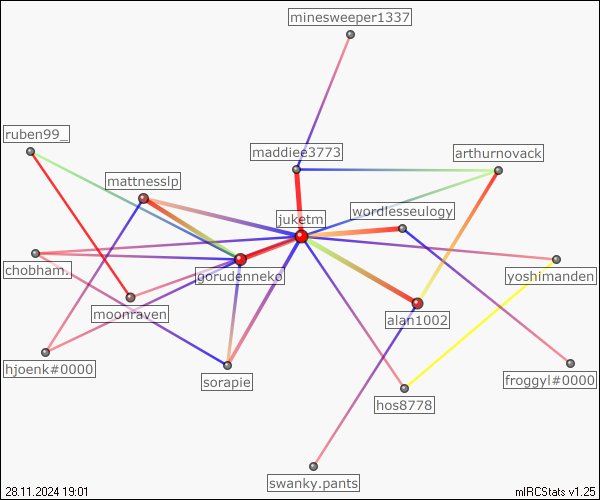 minesweeper1337
ruben99_
maddiee3773
arthurnovack
mattnesslp
juketm
wordlesseulogy
chobham.
gorudenneko
yoshimanden
moonraven
alan1002
hjoenk#0000
sorapie
froggyl#0000
hos8778
swanky.pants
28.11.2024 19:01
mIRCStats v1.25